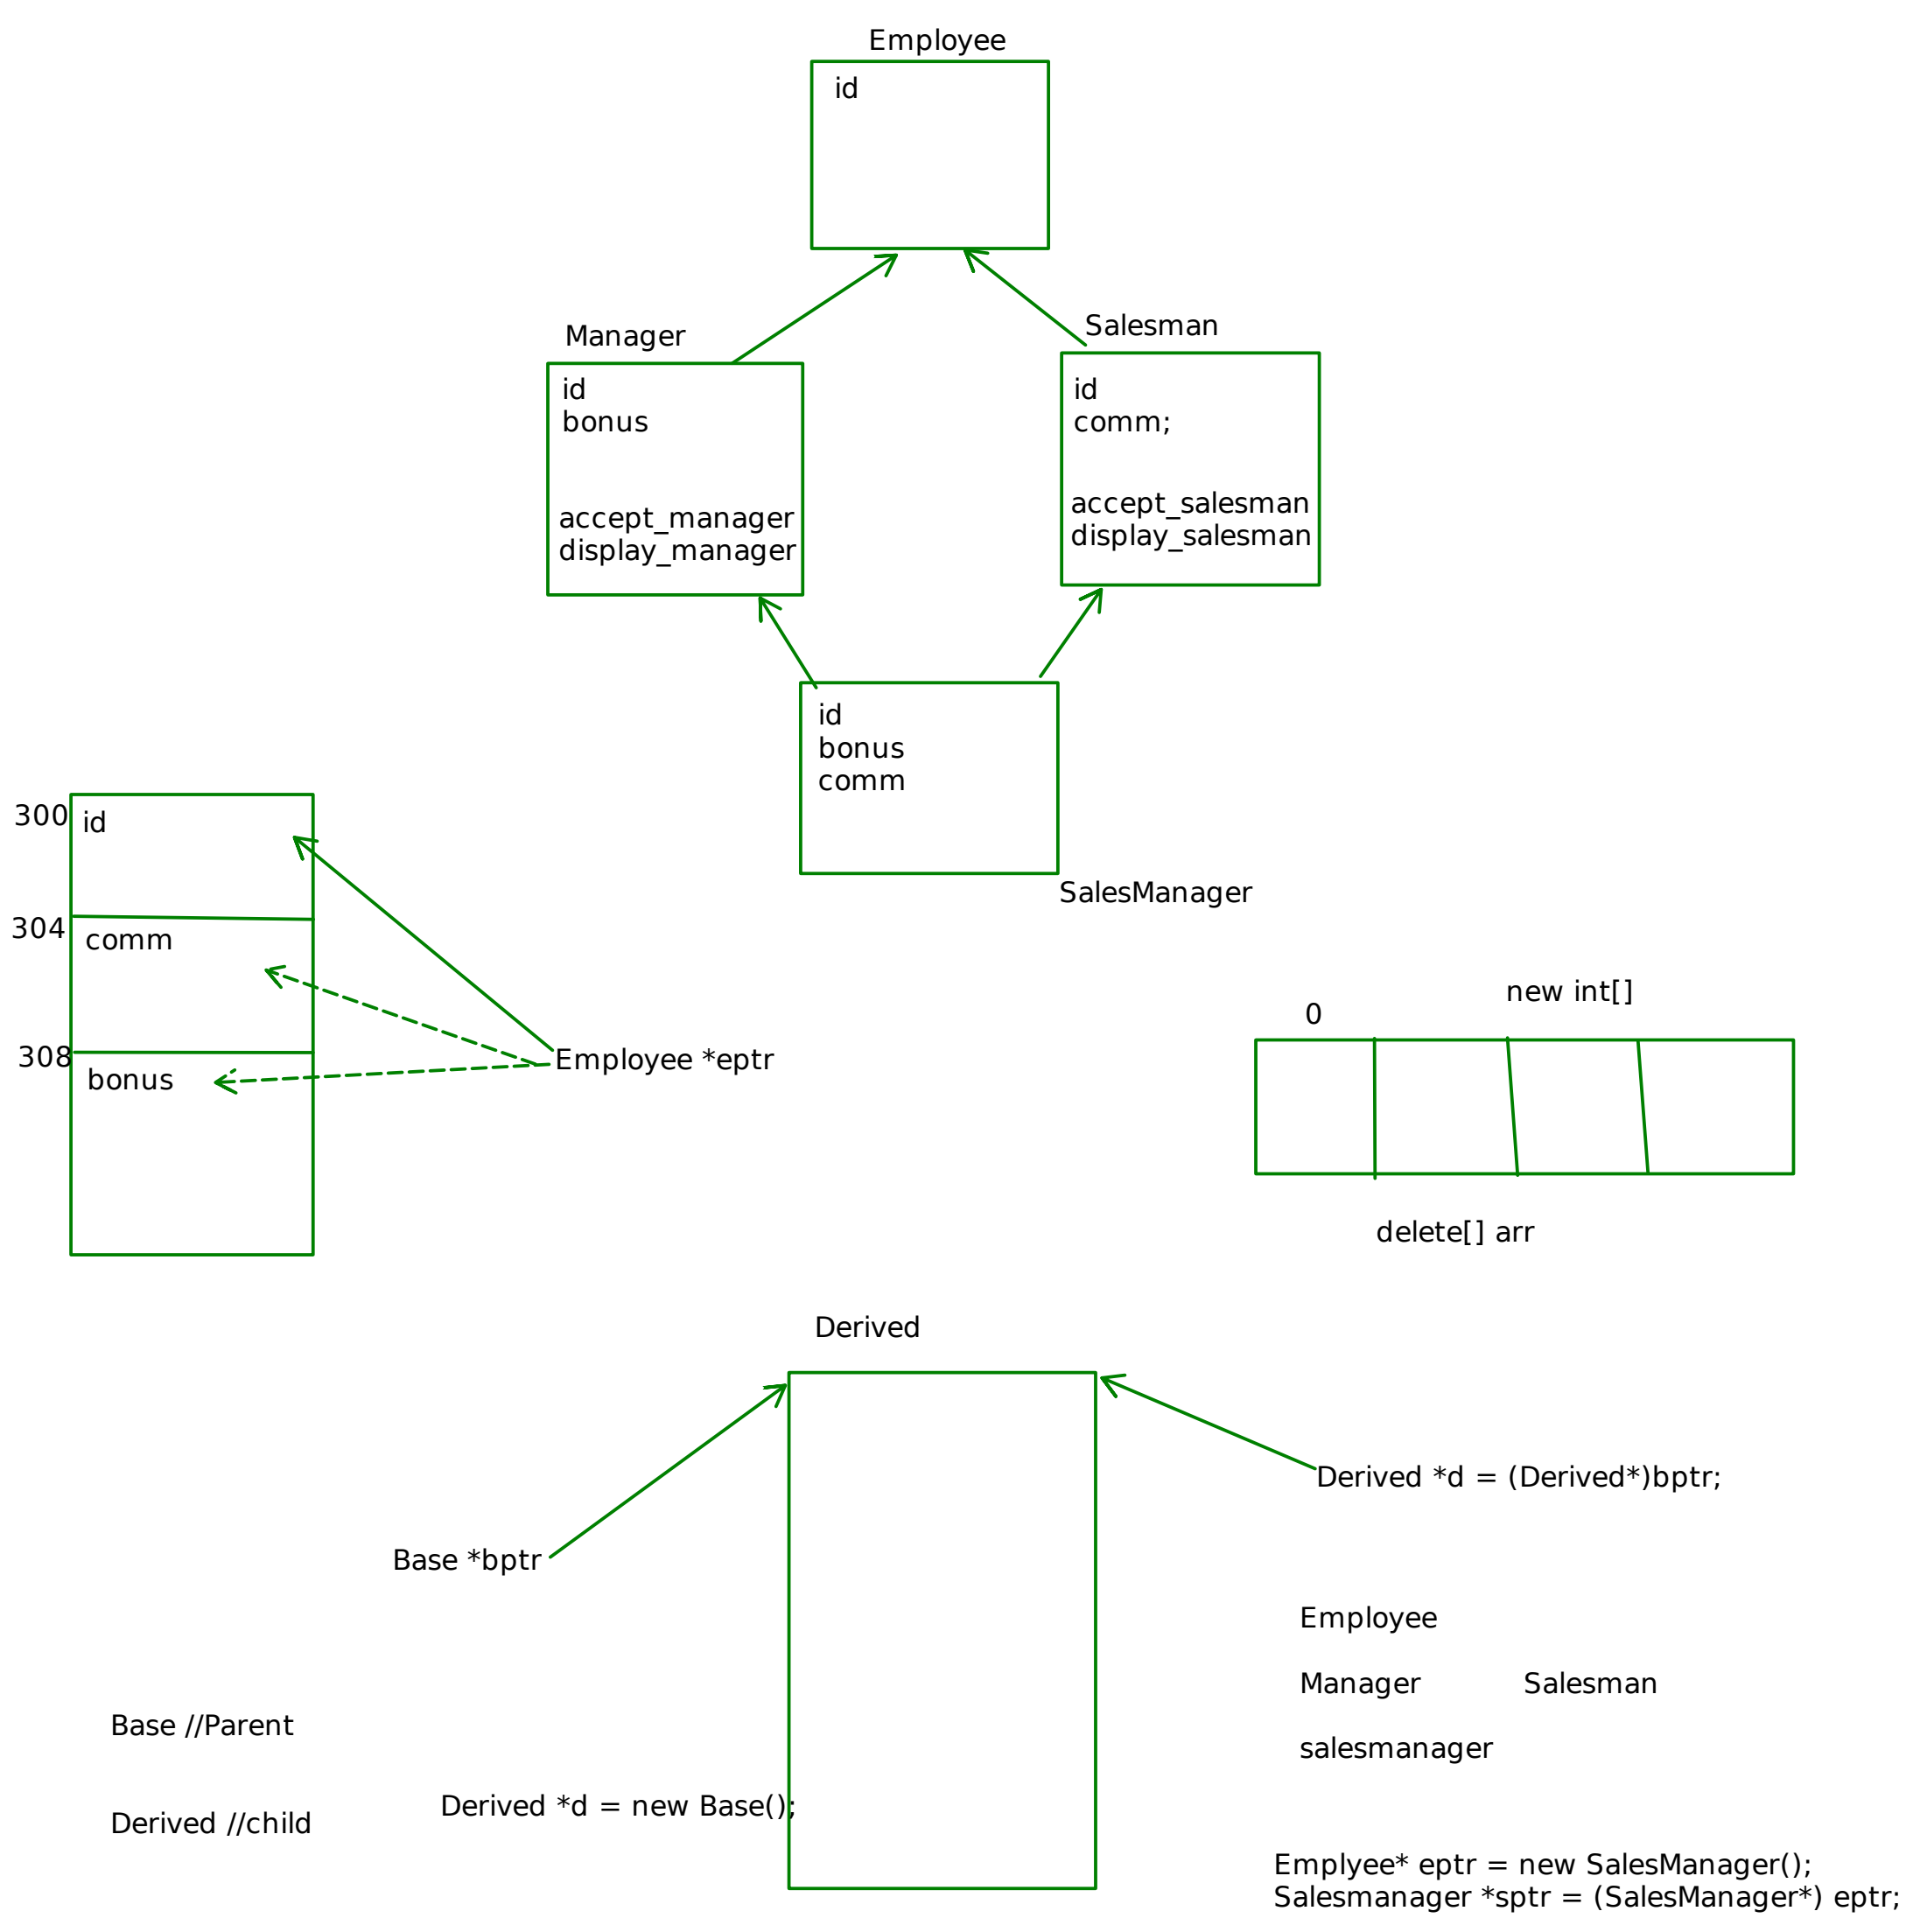 Employee
id
Manager
id
bonus
accept_manager
display_manager
Salesman
id
comm;
accept_salesman
display_salesman
id
bonus
comm
SalesManager
300
id
304
comm
308
bonus
Employee *eptr
new int[]
0
delete[] arr
Derived
Derived *d = (Derived*)bptr;
Base *bptr
Employee
Manager Salesman
salesmanager
Base //Parent
Derived //child
Derived *d = new Base();
Emplyee* eptr = new SalesManager();
Salesmanager *sptr = (SalesManager*) eptr;